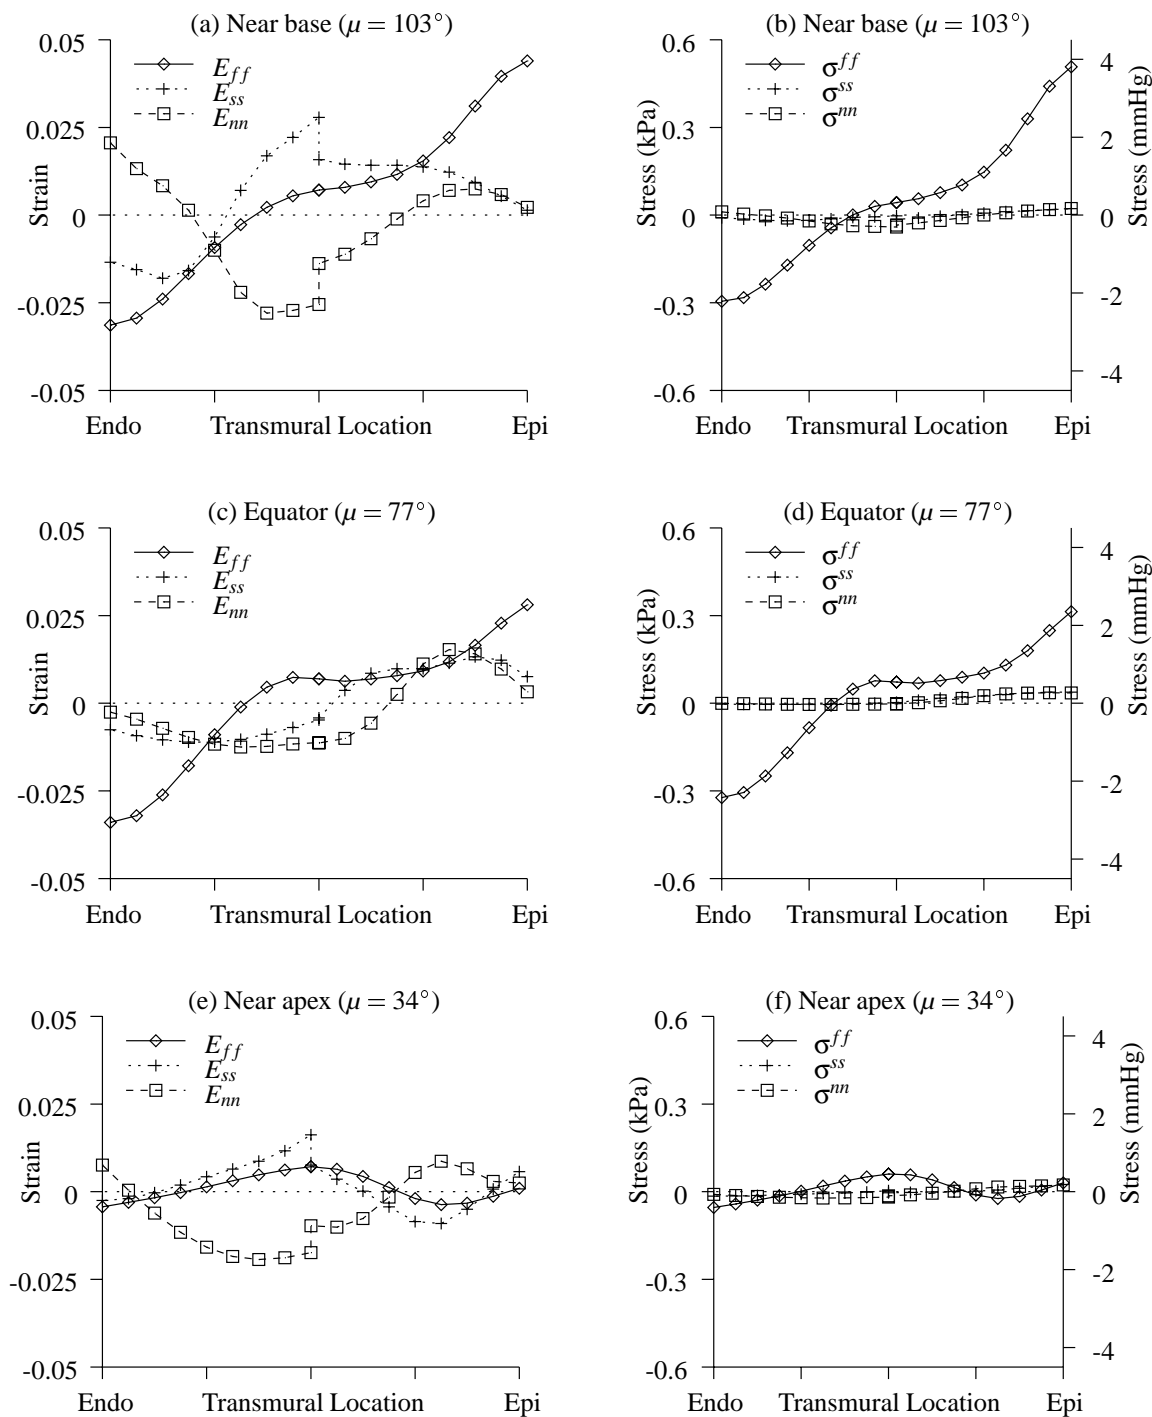 (a) Near base (μ = 103°)
0.05
0.025
0
-0.025
-0.05
Strain
E_ff
E_ss
E_nn
Endo
Transmural Location
Epi
(b) Near base (μ = 103°)
0.6
0.3
0
-0.3
-0.6
Stress (kPa)
σ^ff
σ^ss
σ^nn
4
2
0
-2
-4
Stress (mmHg)
Endo
Transmural Location
Epi
(c) Equator (μ = 77°)
0.05
0.025
0
-0.025
-0.05
Strain
E_ff
E_ss
E_nn
Endo
Transmural Location
Epi
(d) Equator (μ = 77°)
0.6
0.3
0
-0.3
-0.6
Stress (kPa)
σ^ff
σ^ss
σ^nn
4
2
0
-2
-4
Stress (mmHg)
Endo
Transmural Location
Epi
(e) Near apex (μ = 34°)
0.05
0.025
0
-0.025
-0.05
Strain
E_ff
E_ss
E_nn
Endo
Transmural Location
Epi
(f) Near apex (μ = 34°)
0.6
0.3
0
-0.3
-0.6
Stress (kPa)
σ^ff
σ^ss
σ^nn
4
2
0
-2
-4
Stress (mmHg)
Endo
Transmural Location
Epi